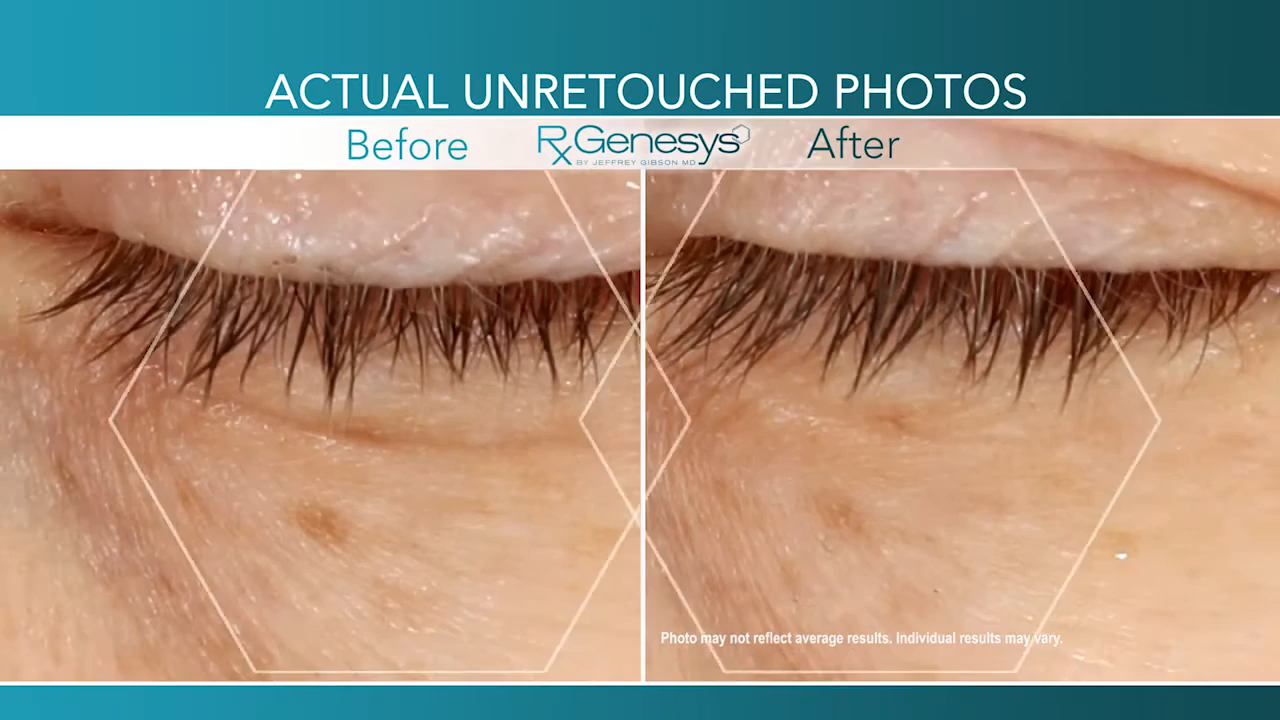 ACTUAL UNRETOUCHED PHOTOS
Before
RxGenesys
BY JEFFREY GIBSON MD
After
Photo may not reflect average results. Individual results may vary.